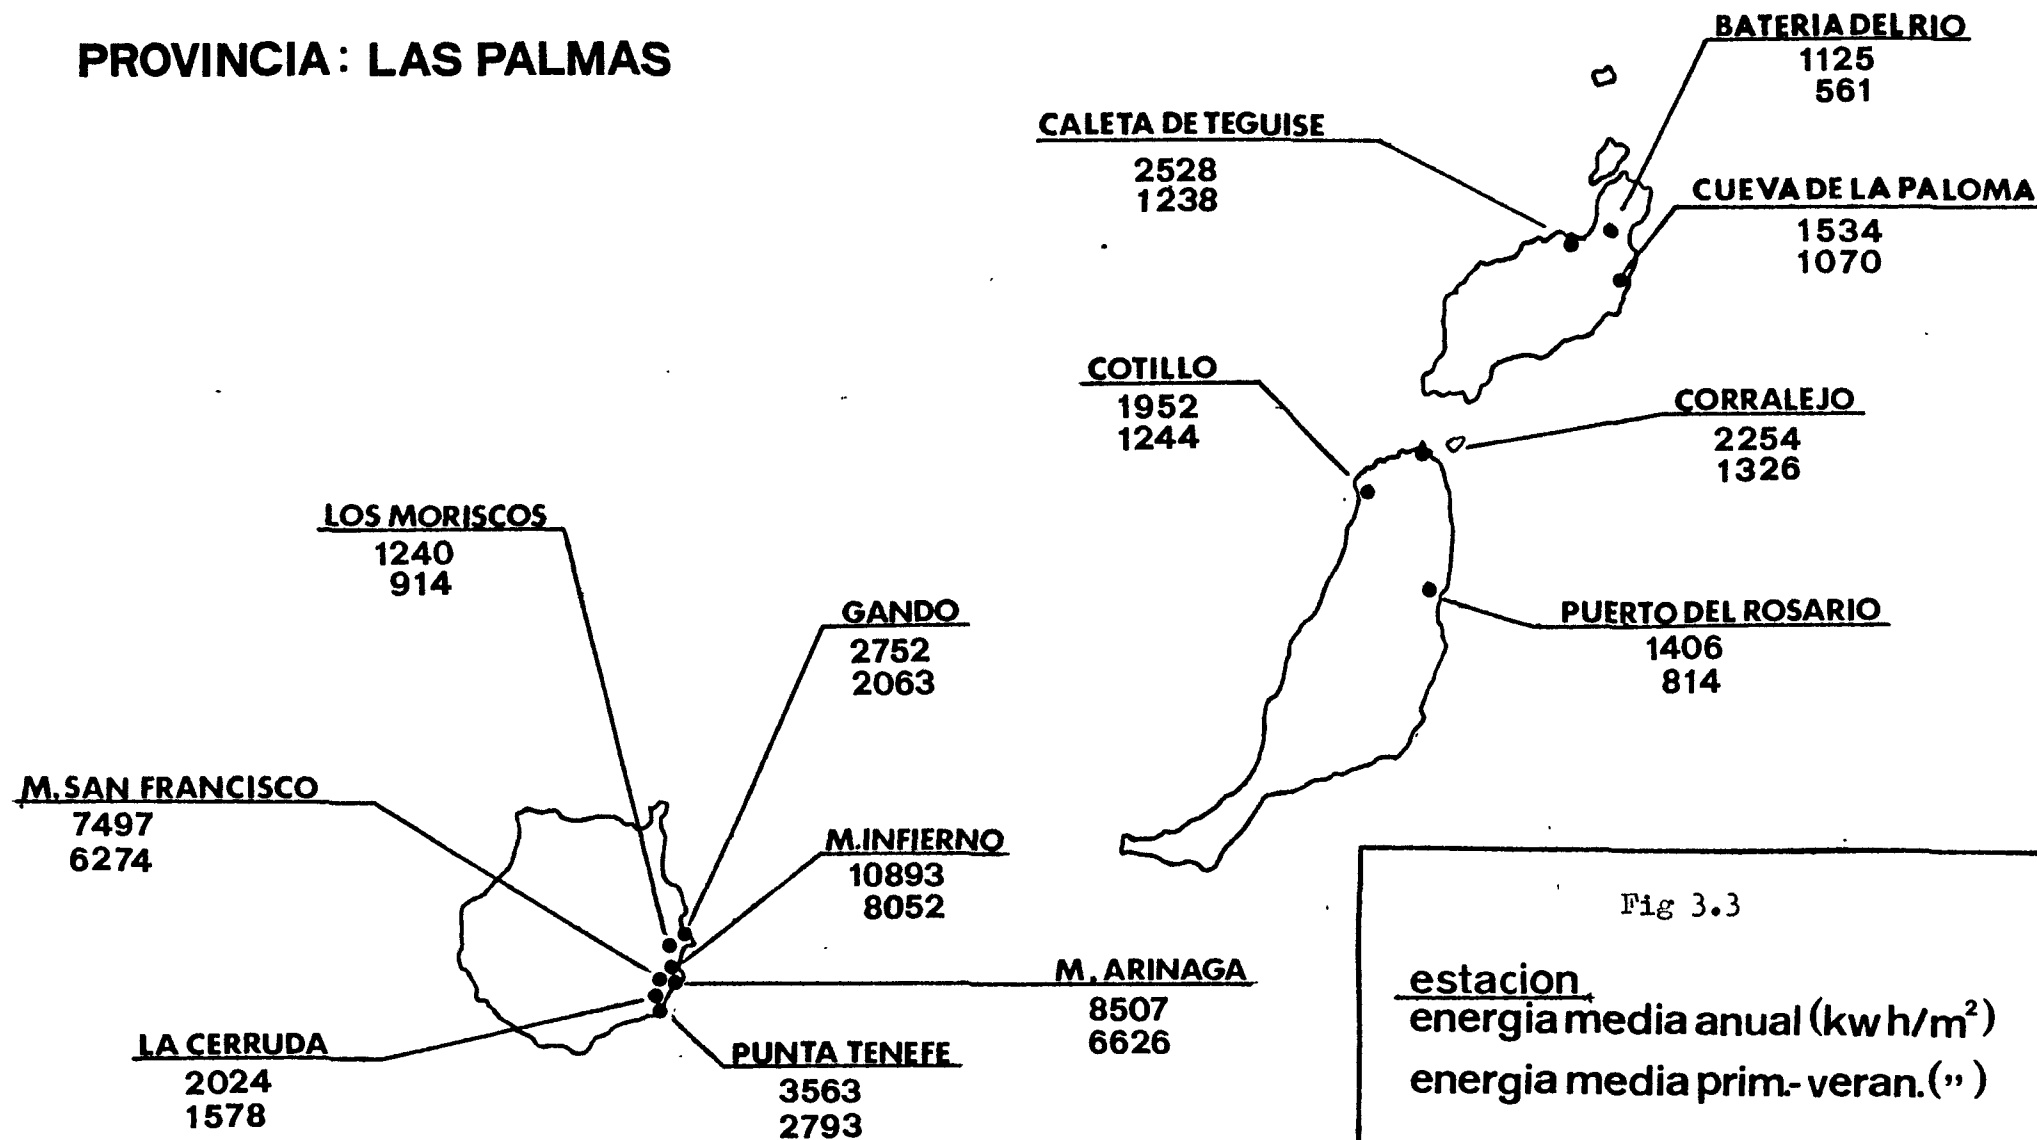 PROVINCIA: LAS PALMAS
BATERIA DEL RIO
1125
561
CALETA DE TEGUISE
2528
1238
CUEVA DE LA PALOMA
1534
1070
COTILLO
1952
1244
CORRALEJO
2254
1326
LOS MORISCOS
1240
914
GANDO
2752
2063
PUERTO DEL ROSARIO
1406
814
M. SAN FRANCISCO
7497
6274
M. INFIERNO
10893
8052
M. ARINAGA
8507
6626
LA CERRUDA
2024
1578
PUNTA TENEFE
3563
2793
Fig 3.3
estacion
energia media anual (kw h/m²)
energia media prim.-veran. (")